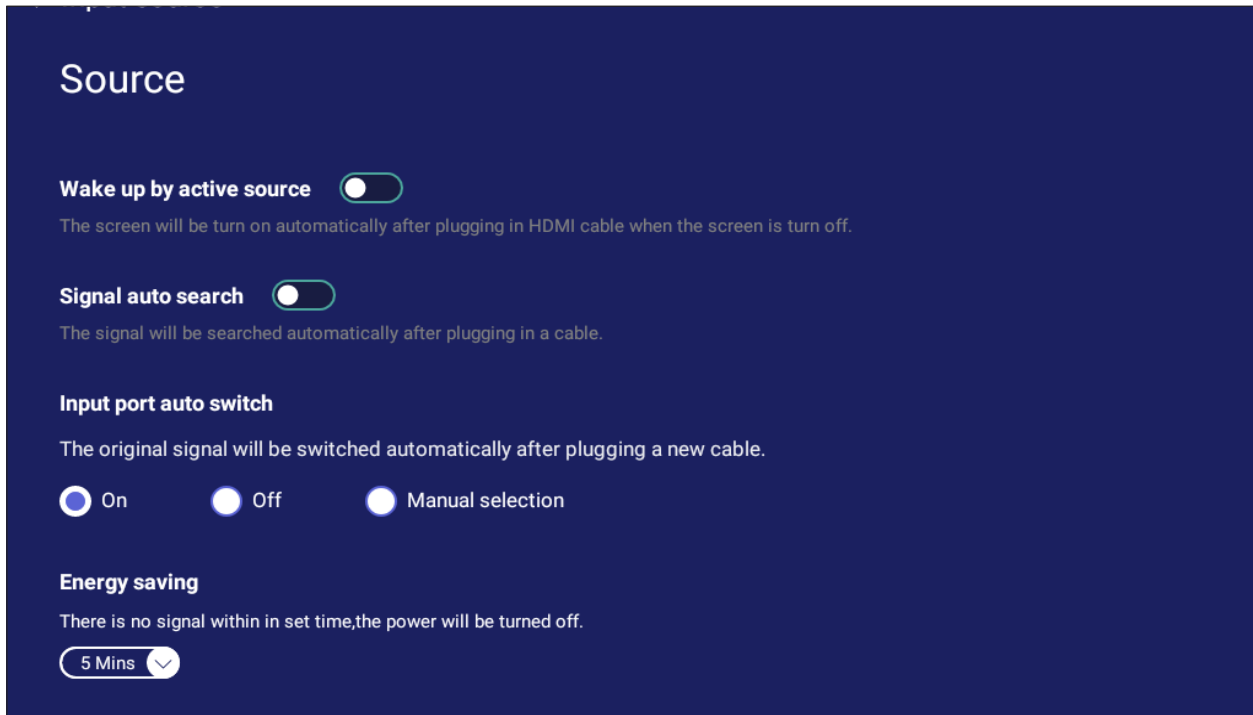 Source
Wake up by active source
The screen will be turn on automatically after plugging in HDMI cable when the screen is turn off.
Signal auto search
The signal will be searched automatically after plugging in a cable.
Input port auto switch
The original signal will be switched automatically after plugging a new cable.
On Off Manual selection
Energy saving
There is no signal within in set time,the power will be turned off.
5 Mins